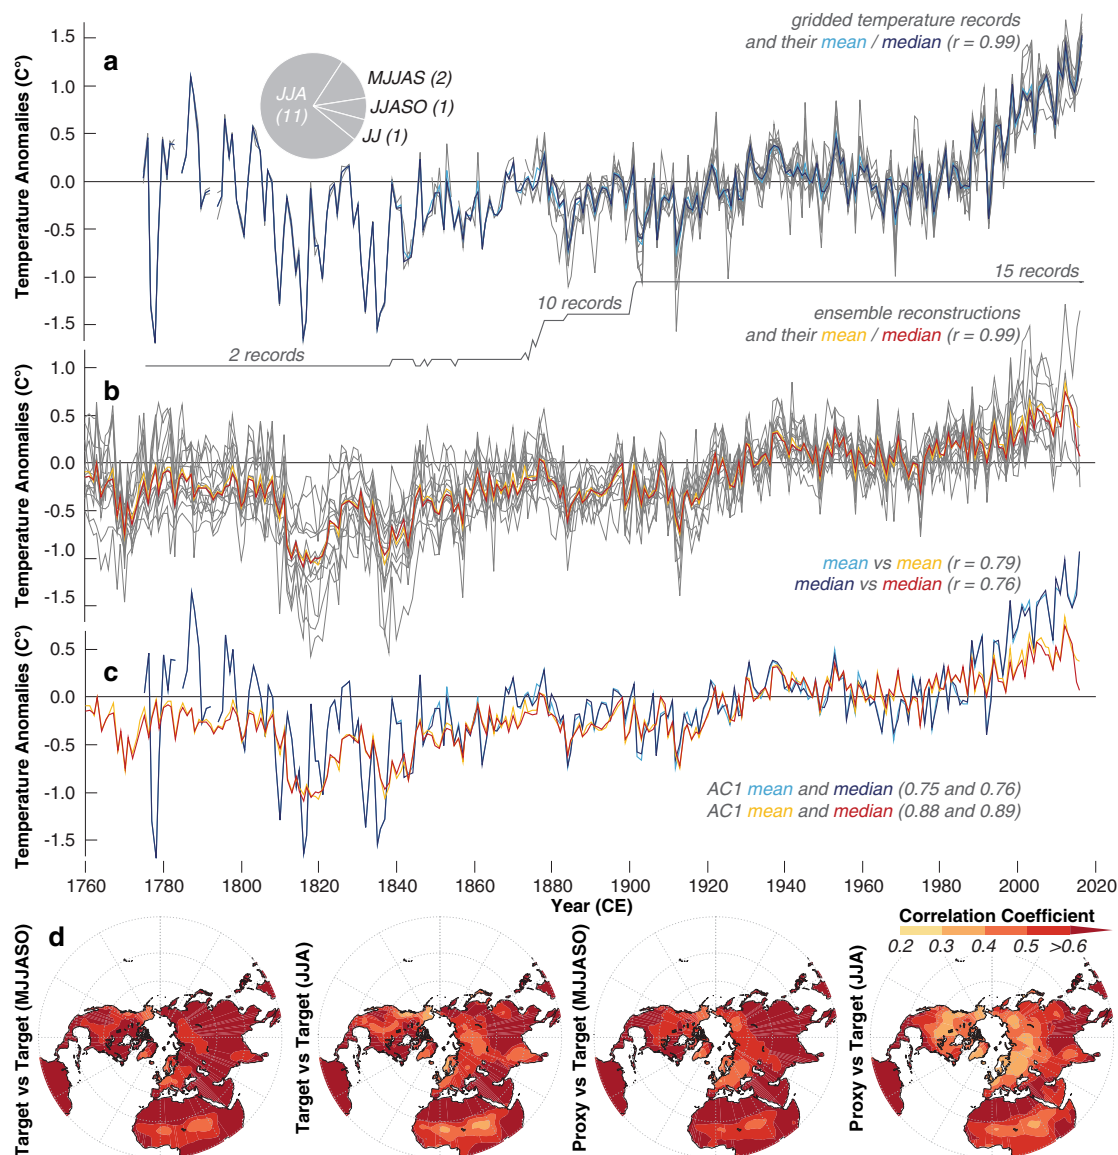 gridded temperature records
and their mean / median (r = 0.99)
a
Temperature Anomalies (C°)
1.5
1.0
0.5
0.0
-0.5
-1.0
-1.5
JJA
(11)
MJJAS (2)
JJASO (1)
JJ (1)
2 records
10 records
15 records
ensemble reconstructions
and their mean / median (r = 0.99)
b
Temperature Anomalies (C°)
1.0
0.5
0.0
-0.5
-1.0
-1.5
mean vs mean (r = 0.79)
median vs median (r = 0.76)
c
Temperature Anomalies (C°)
0.5
0.0
-0.5
-1.0
-1.5
AC1 mean and median (0.75 and 0.76)
AC1 mean and median (0.88 and 0.89)
1760 1780 1800 1820 1840 1860 1880 1900 1920 1940 1960 1980 2000 2020
Year (CE)
d
Target vs Target (MJJASO)
Target vs Target (JJA)
Proxy vs Target (MJJASO)
Proxy vs Target (JJA)
Correlation Coefficient
0.2 0.3 0.4 0.5 >0.6